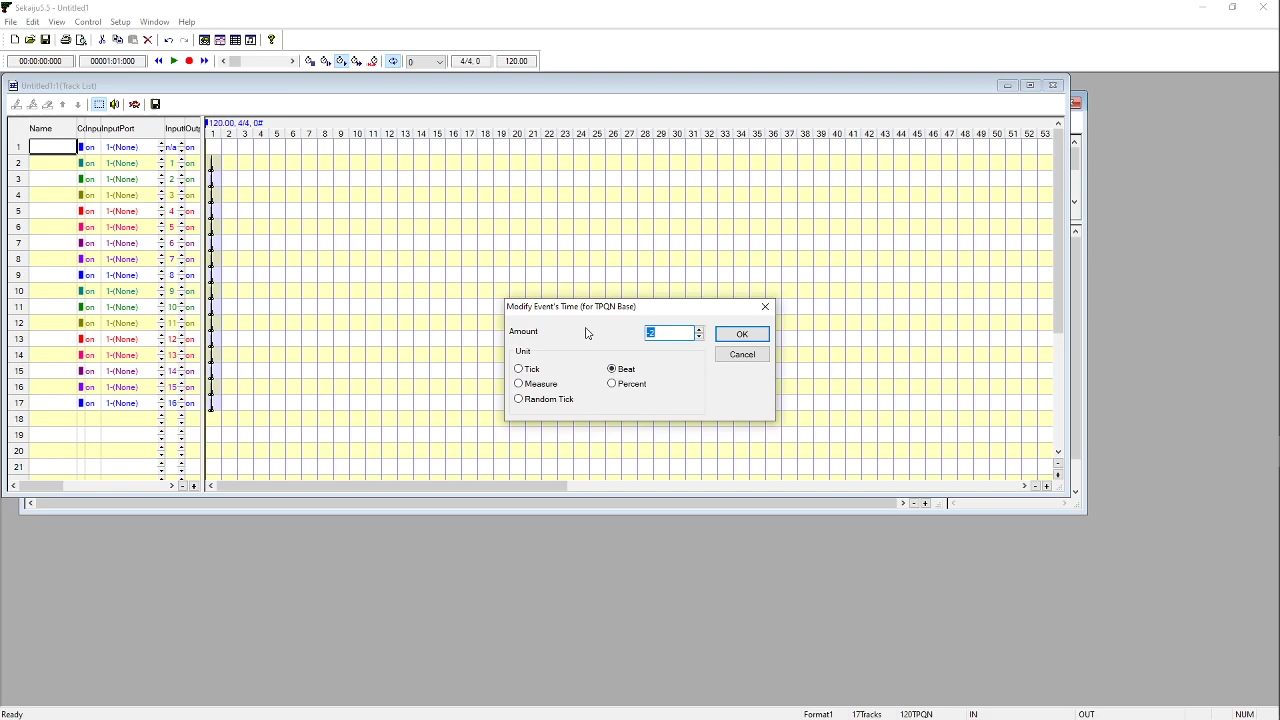 Sekaiju5.5 - Untitled1
File Edit View Control Setup Window Help
00:00:00:000 00001:01:000 0 4/4, 0 120.00
Untitled1:1(Track List)
Name InputPort 120.00, 4/4, 0#
1 2 3 4 5 6 7 8 9 10 11 12 13 14 15 16 17 18 19 20 21 22 23 24 25 26 27 28 29 30 31 32 33 34 35 36 37 38 39 40 41 42 43 44 45 46 47 48 49 50 51 52 53
1 on 1-(None) n/a on
2 on 1-(None) 1 on
3 on 1-(None) 2 on
4 on 1-(None) 3 on
5 on 1-(None) 4 on
6 on 1-(None) 5 on
7 on 1-(None) 6 on
8 on 1-(None) 7 on
9 on 1-(None) 8 on
10 on 1-(None) 9 on
11 on 1-(None) 10 on
12 on 1-(None) 11 on
13 on 1-(None) 12 on
14 on 1-(None) 13 on
15 on 1-(None) 14 on
16 on 1-(None) 15 on
17 on 1-(None) 16 on
18
19
20
21
Modify Event's Time (for TPQN Base)
Amount -2 OK
Unit Cancel
Tick Beat
Measure Percent
Random Tick
Ready Format1 17Tracks 120TPQN IN OUT NUM